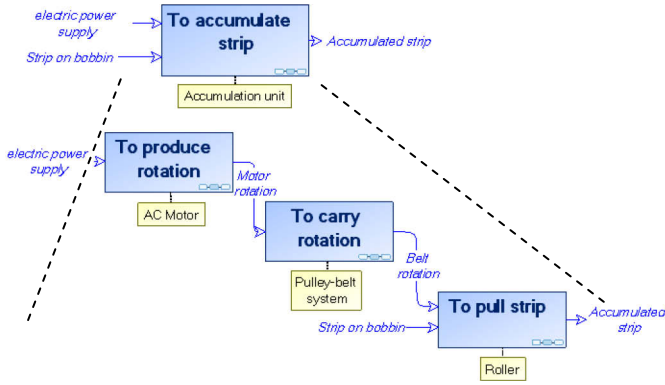 electric power
supply
To accumulate
strip
Accumulated strip
Strip on bobbin
Accumulation unit
electric power
supply
To produce
rotation
Motor
rotation
AC Motor
To carry
rotation
Belt
rotation
Pulley-belt
system
To pull strip
Accumulated
strip
Strip on bobbin
Roller